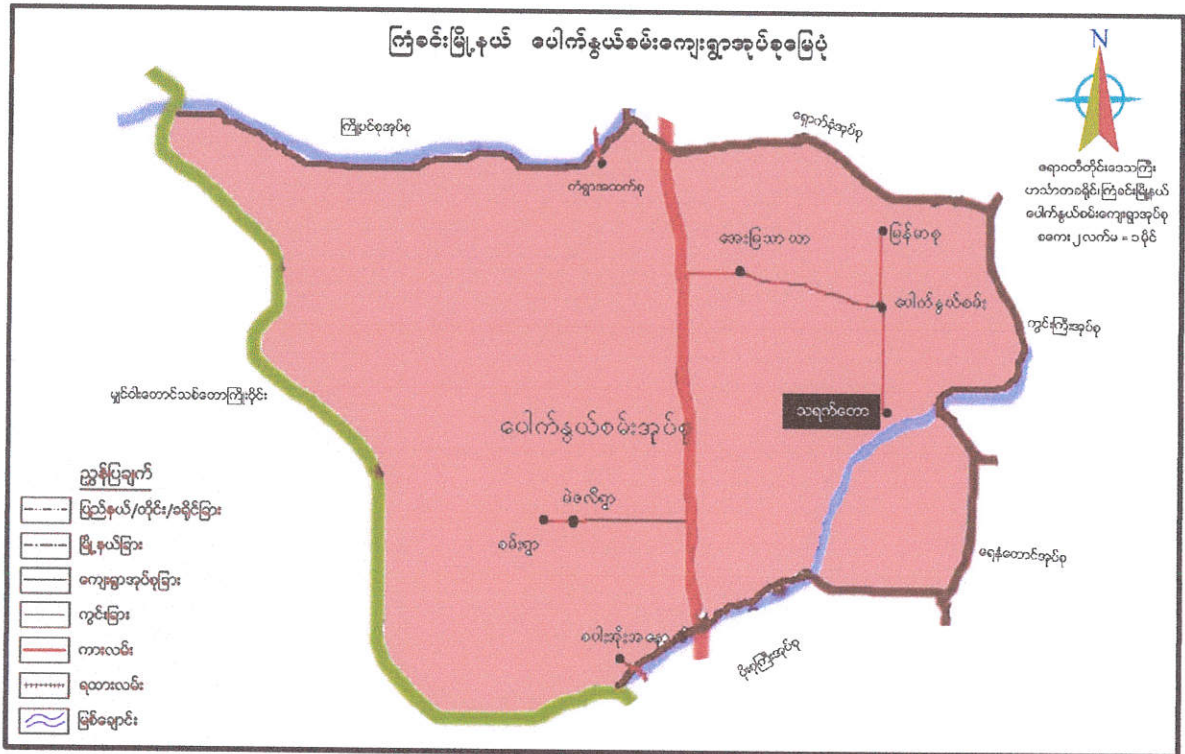 ကြံခင်းမြို့နယ် ပေါက်နွယ်စမ်းကျေးရွာအုပ်စုမြေပုံ
N
ဧရာဝတီတိုင်းဒေသကြီး
ဟင်္သာတခရိုင်၊ကြံခင်းမြို့နယ်
ပေါက်နွယ်စမ်းကျေးရွာအုပ်စု
စကေး ၂ လက်မ = ၁ မိုင်
ကြို့ပင်စုအုပ်စု
ရှောက်ခုံအုပ်စု
ကံရွာအထက်စု
အေးမြသာယာ
မြန်မာစု
ပေါက်နွယ်စမ်း
ကွင်းကြီးအုပ်စု
မျှင်ဝါးတောင်သစ်တောကြိုးဝိုင်း
သရက်တော
ပေါက်နွယ်စမ်းအုပ်စု
မဲဇလီရွာ
စမ်းရွာ
ရေနံတောင်အုပ်စု
စပါးအိုးအနော
ညွှန်ပြချက်
ပြည်နယ်/တိုင်း/ခရိုင်ခြား
မြို့နယ်ခြား
ကျေးရွာအုပ်စုခြား
ကွင်းခြား
ကားလမ်း
ရထားလမ်း
မြစ်ချောင်း